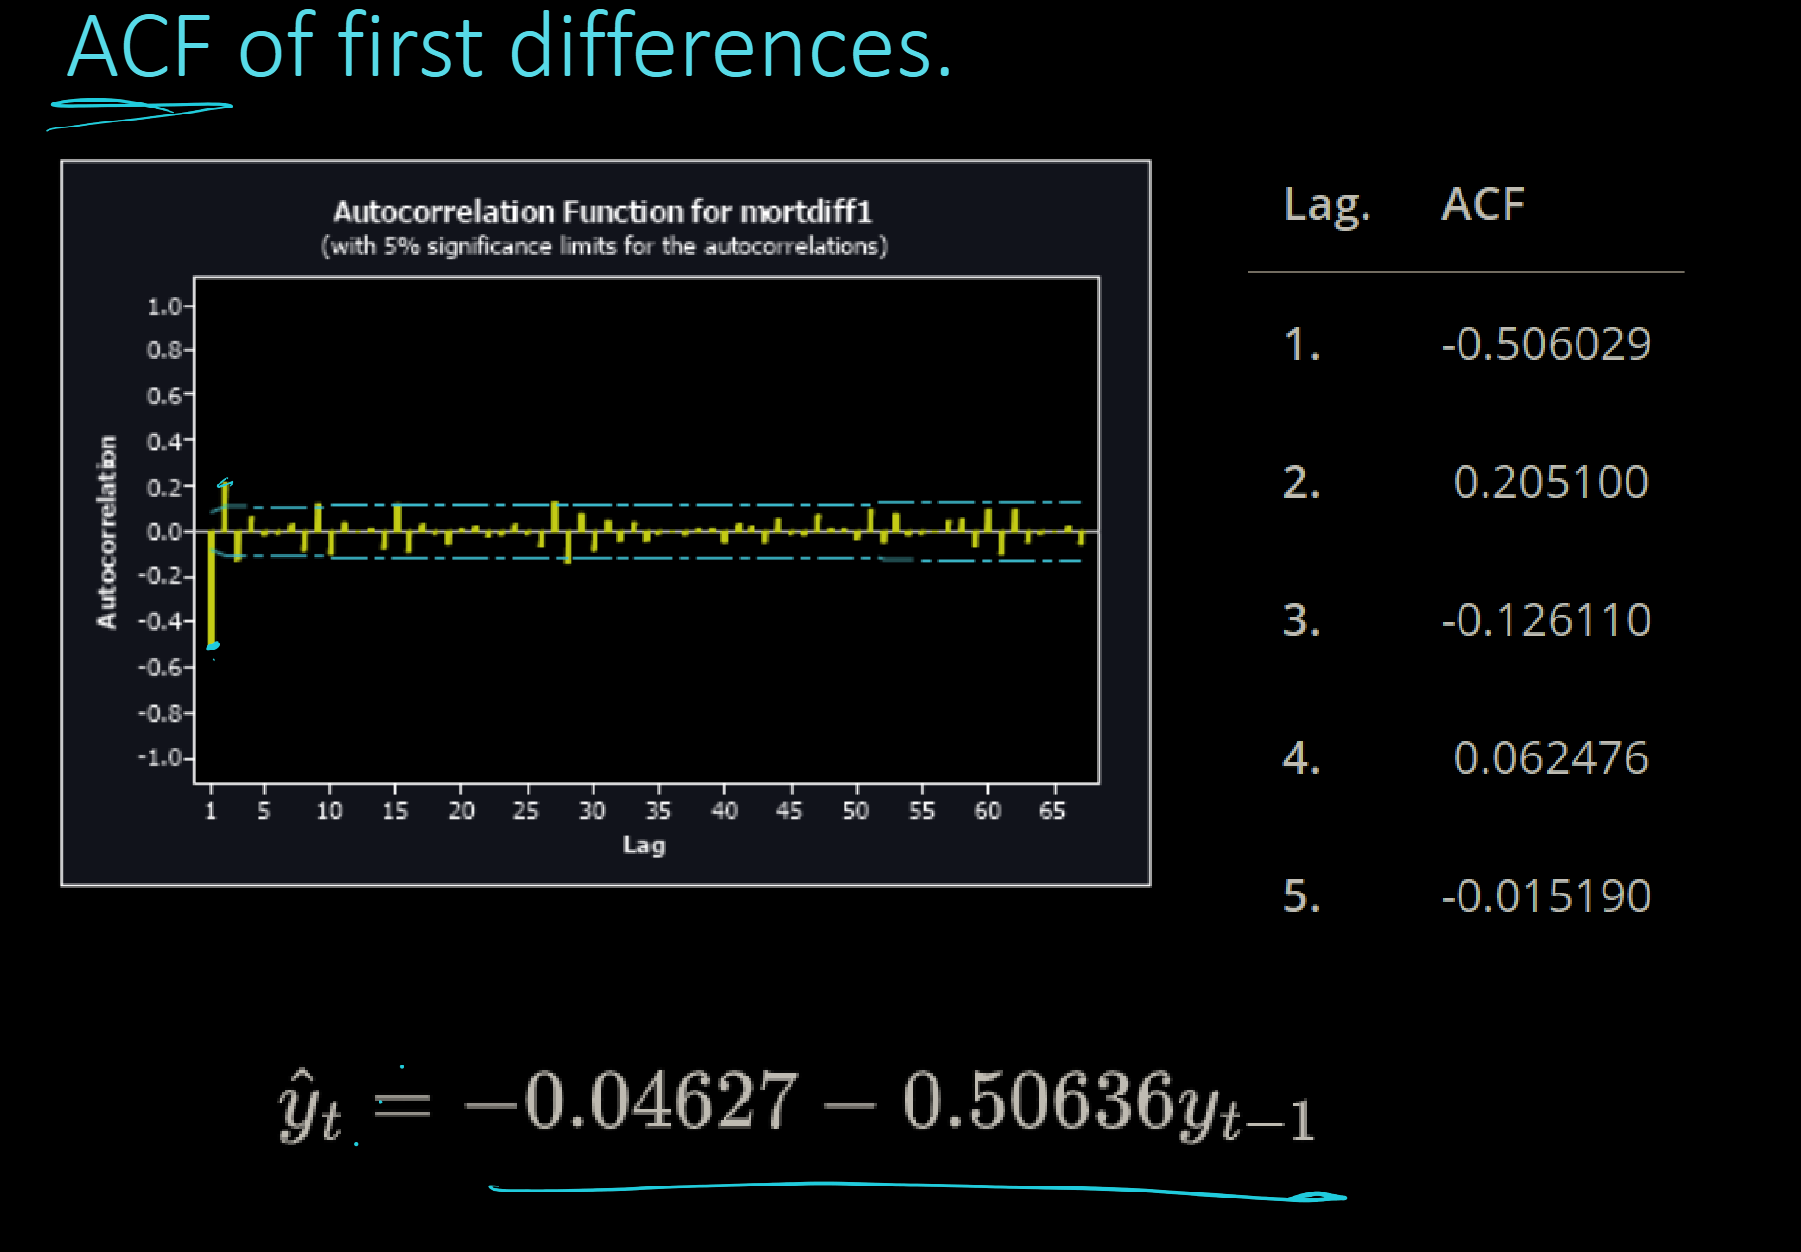 ACF of first differences.
Autocorrelation Function for mortdiff1
(with 5% significance limits for the autocorrelations)
Autocorrelation
1.0
0.8
0.6
0.4
0.2
0.0
-0.2
-0.4
-0.6
-0.8
-1.0
1 5 10 15 20 25 30 35 40 45 50 55 60 65
Lag
Lag. ACF
1. -0.506029
2. 0.205100
3. -0.126110
4. 0.062476
5. -0.015190
ŷₜ = −0.04627 − 0.50636yₜ₋₁